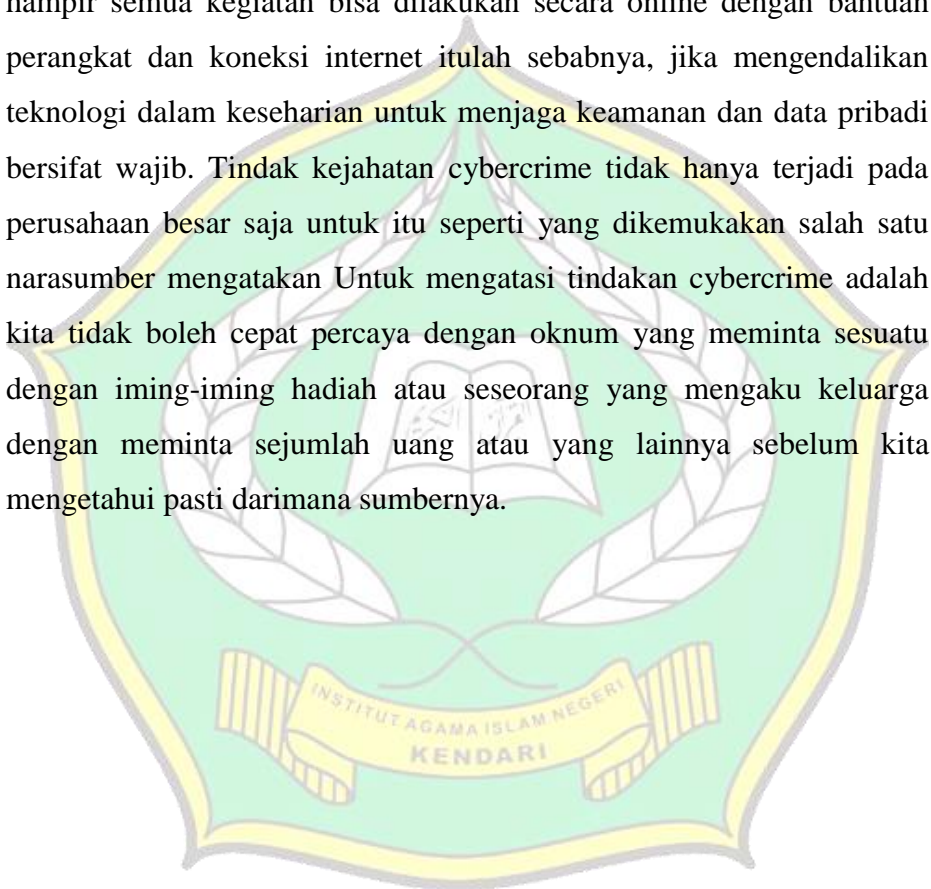 hampir semua kegiatan bisa dilakukan secara online dengan bantuan
perangkat dan koneksi internet itulah sebabnya, jika mengendalikan
teknologi dalam keseharian untuk menjaga keamanan dan data pribadi
bersifat wajib. Tindak kejahatan cybercrime tidak hanya terjadi pada
perusahaan besar saja untuk itu seperti yang dikemukakan salah satu
narasumber mengatakan Untuk mengatasi tindakan cybercrime adalah
kita tidak boleh cepat percaya dengan oknum yang meminta sesuatu
dengan iming-iming hadiah atau seseorang yang mengaku keluarga
dengan meminta sejumlah uang atau yang lainnya sebelum kita
mengetahui pasti darimana sumbernya.
INSTITUT AGAMA ISLAM NEGERI
KENDARI